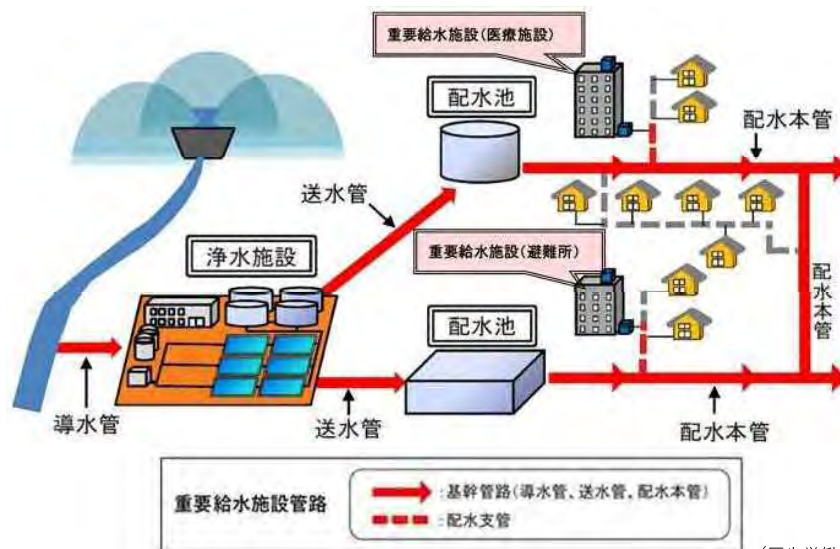 重要給水施設(医療施設)
配水池
配水本管
送水管
浄水施設
重要給水施設(避難所)
配水本管
配水池
導水管
送水管
配水本管
重要給水施設管路
:基幹管路(導水管、送水管、配水本管)
:配水支管